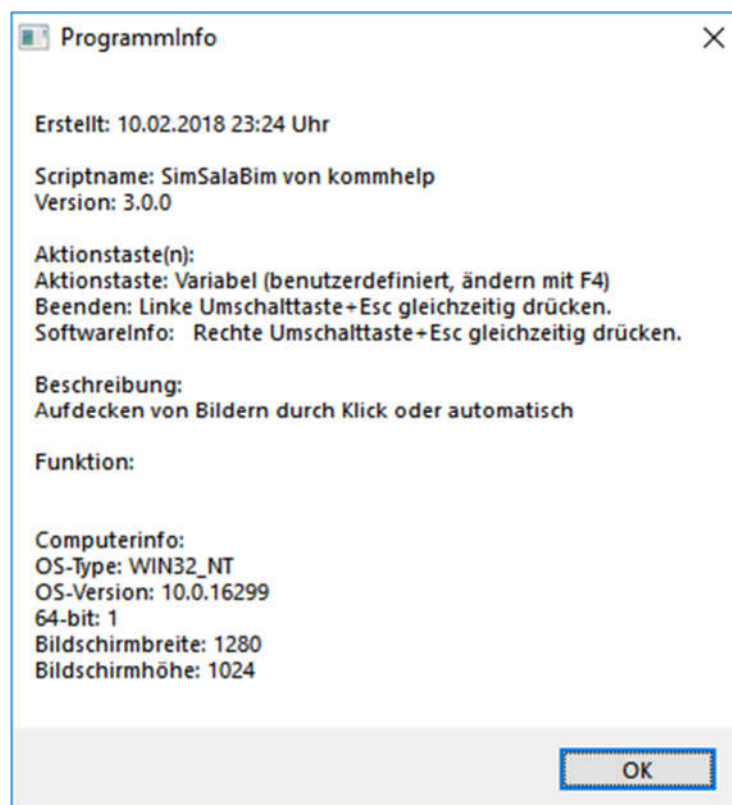 ProgrammInfo
Erstellt: 10.02.2018 23:24 Uhr
Scriptname: SimSalaBim von kommhelp
Version: 3.0.0
Aktionstaste(n):
Aktionstaste: Variabel (benutzerdefiniert, ändern mit F4)
Beenden: Linke Umschalttaste+Esc gleichzeitig drücken.
SoftwareInfo: Rechte Umschalttaste+Esc gleichzeitig drücken.
Beschreibung:
Aufdecken von Bildern durch Klick oder automatisch
Funktion:
Computerinfo:
OS-Type: WIN32_NT
OS-Version: 10.0.16299
64-bit: 1
Bildschirmbreite: 1280
Bildschirmhöhe: 1024
OK